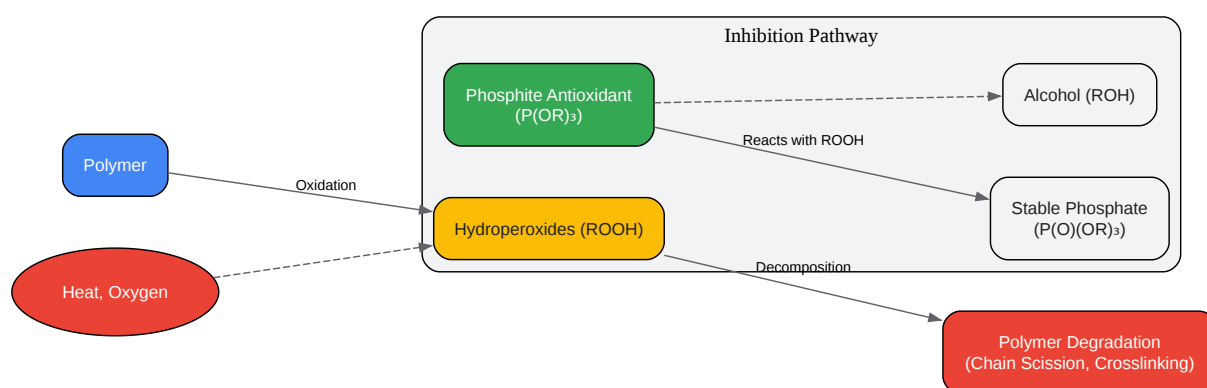 Inhibition Pathway
Phosphite Antioxidant
(P(OR)₃)
Alcohol (ROH)
Reacts with ROOH
Polymer
Oxidation
Hydroperoxides (ROOH)
Stable Phosphate
(P(O)(OR)₃)
Heat, Oxygen
Decomposition
Polymer Degradation
(Chain Scission, Crosslinking)